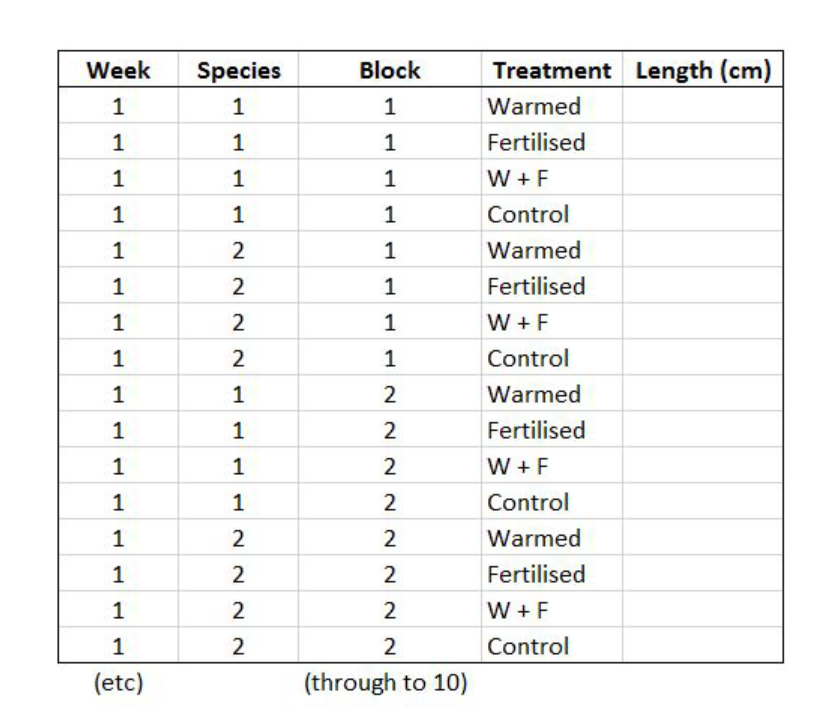 Week Species Block Treatment Length (cm)
1 1 1 Warmed
1 1 1 Fertilised
1 1 1 W + F
1 1 1 Control
1 2 1 Warmed
1 2 1 Fertilised
1 2 1 W + F
1 2 1 Control
1 1 2 Warmed
1 1 2 Fertilised
1 1 2 W + F
1 1 2 Control
1 2 2 Warmed
1 2 2 Fertilised
1 2 2 W + F
1 2 2 Control
(etc) (through to 10)